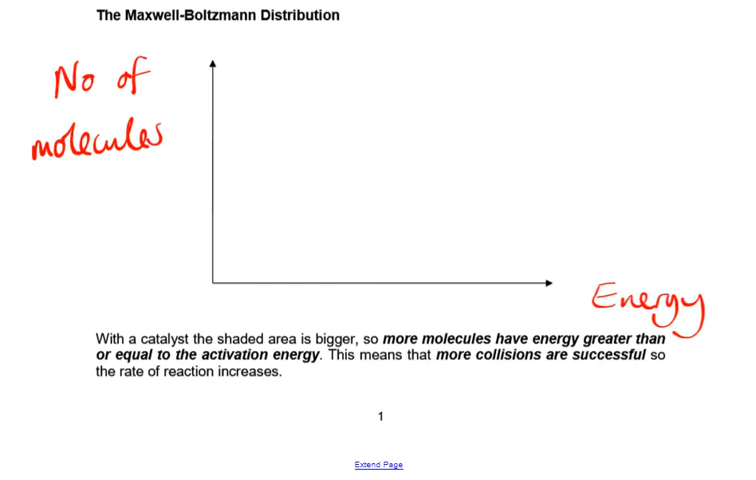 The Maxwell-Boltzmann Distribution
No of
molecules
Energy
With a catalyst the shaded area is bigger, so more molecules have energy greater than
or equal to the activation energy. This means that more collisions are successful so
the rate of reaction increases.
1
Extend Page